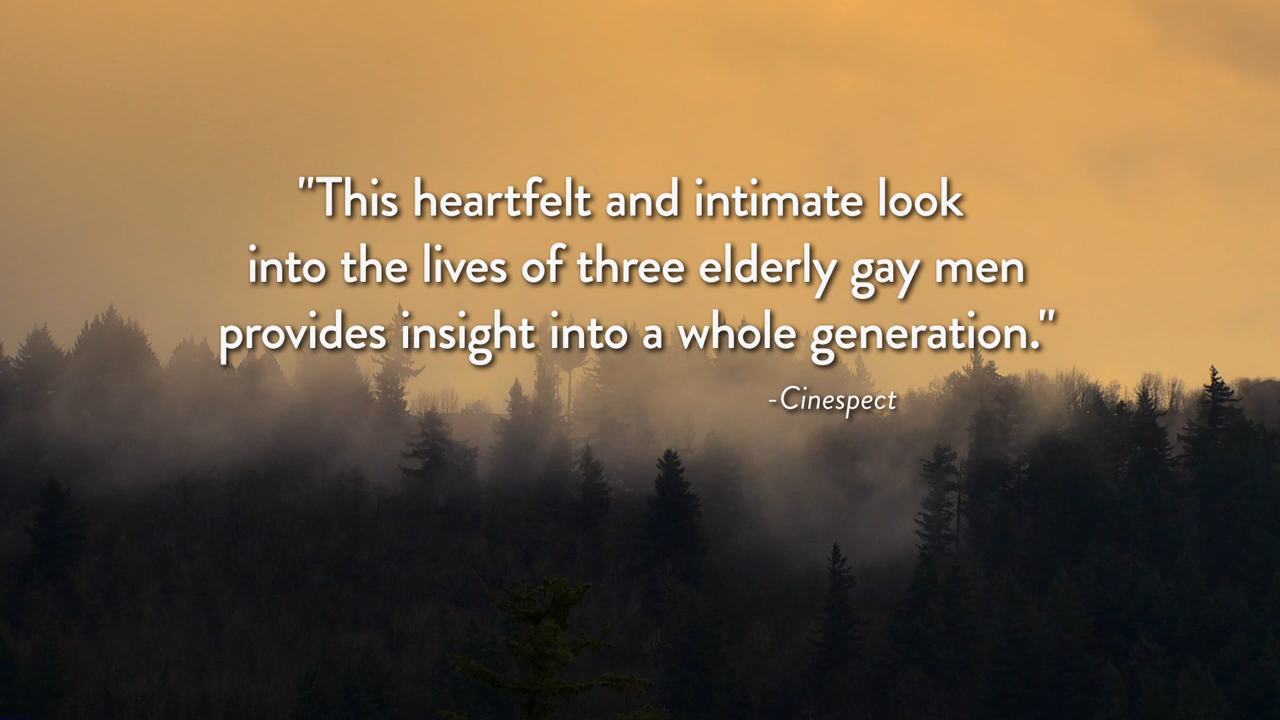 "This heartfelt and intimate look
into the lives of three elderly gay men
provides insight into a whole generation."
-Cinespect